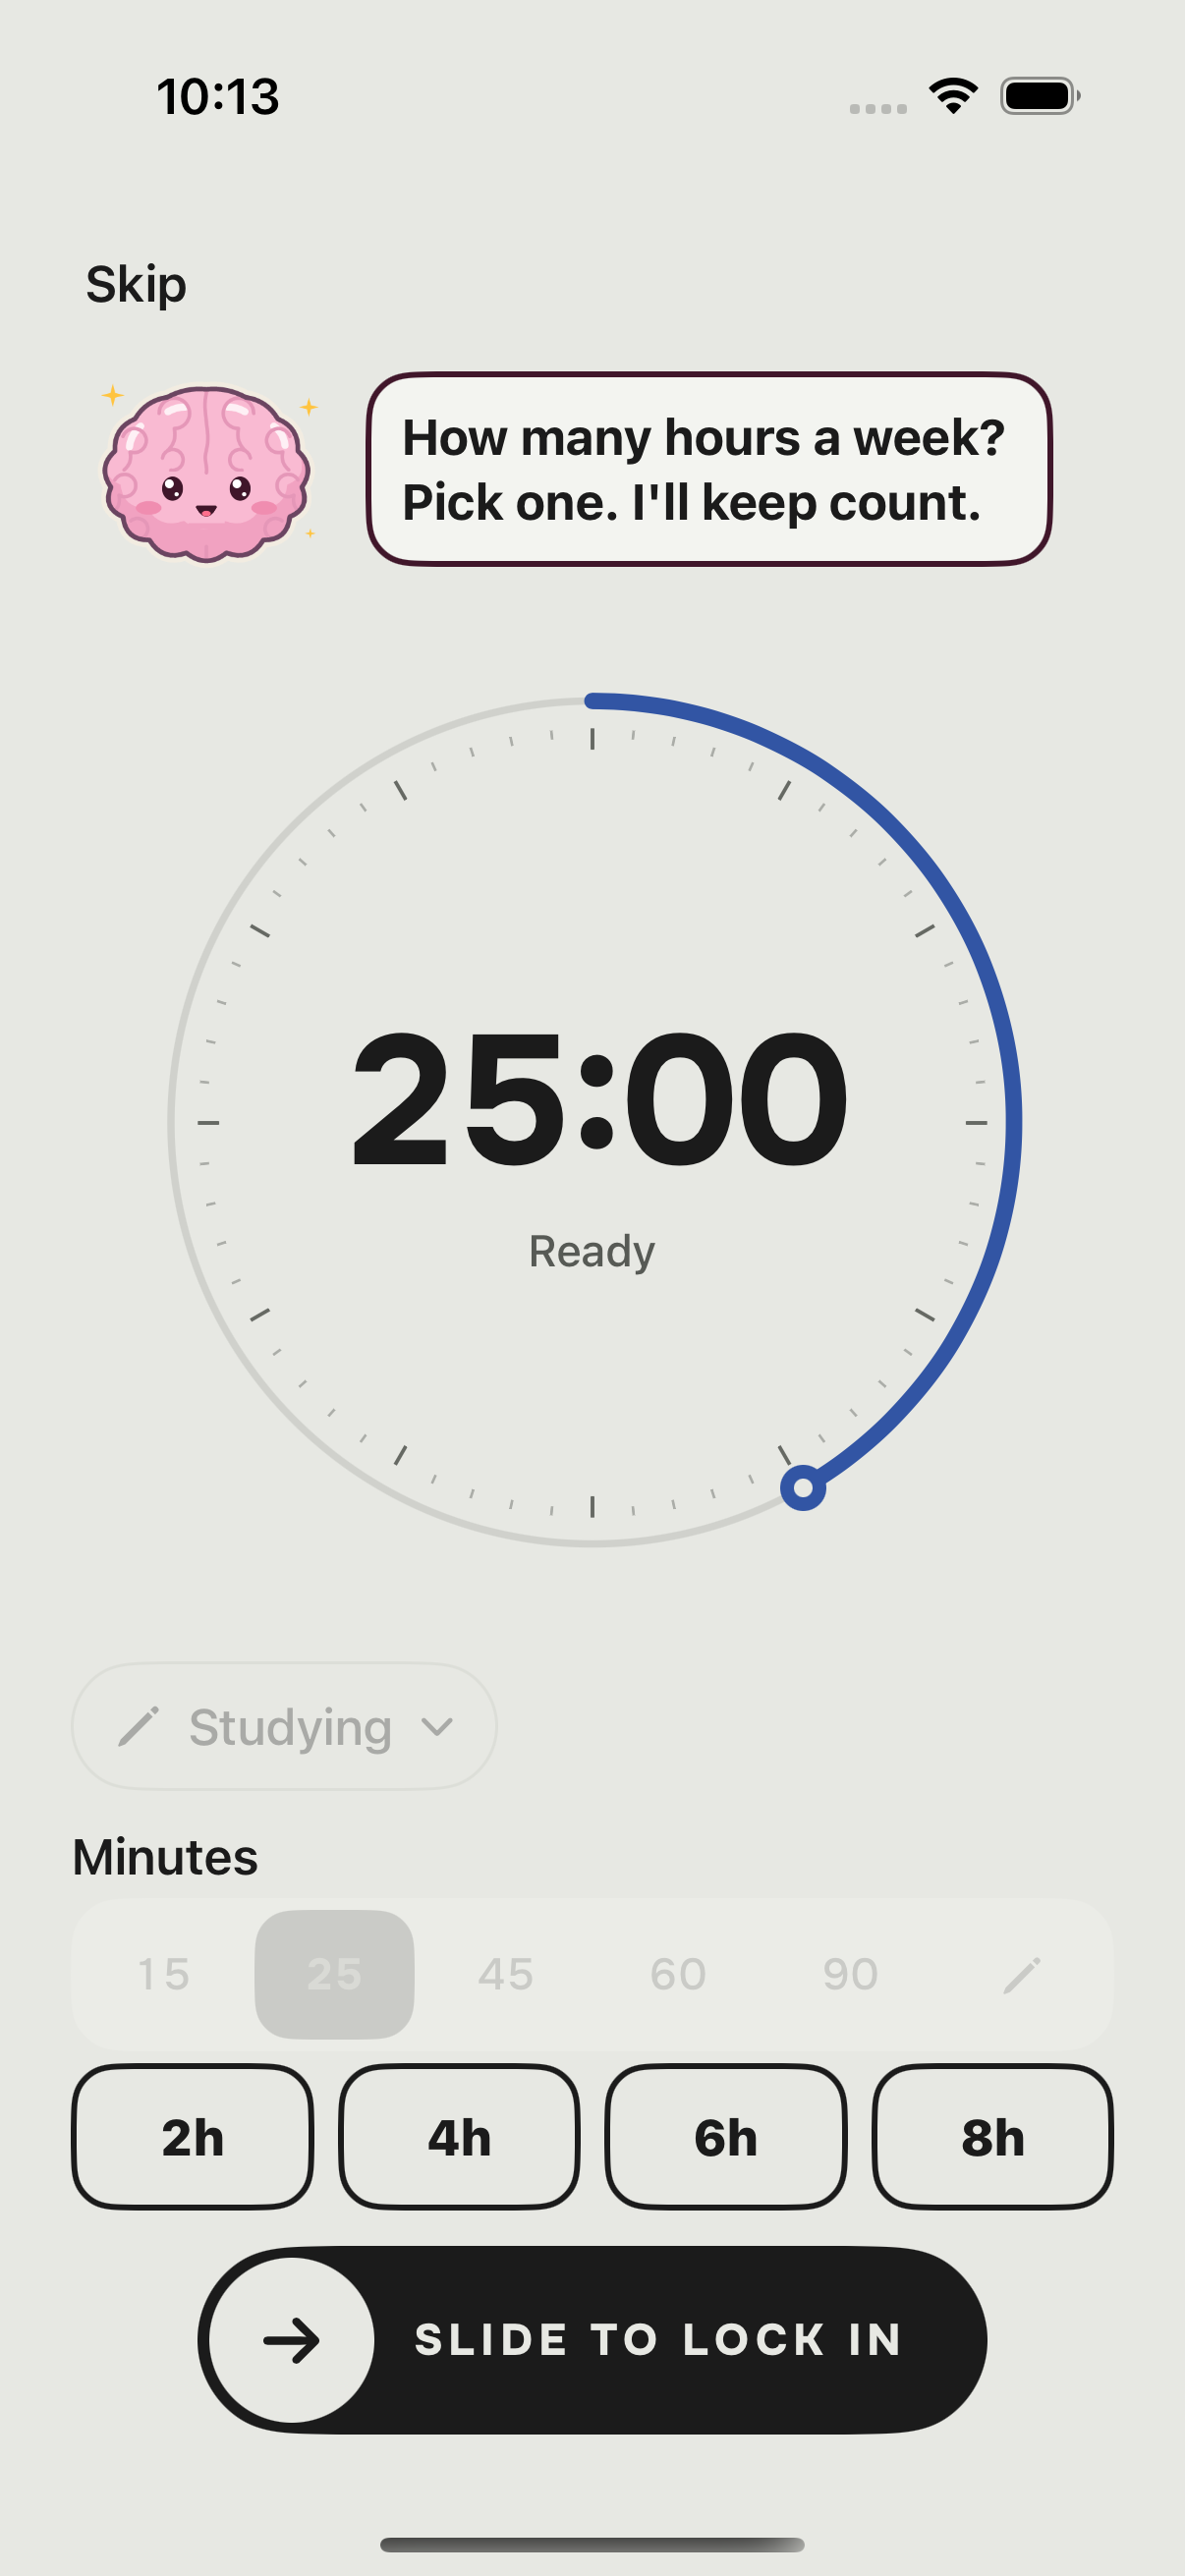 10:13
Skip
How many hours a week?
Pick one. I'll keep count.
25:00
Ready
Studying
Minutes
15 25 45 60 90
2h 4h 6h 8h
SLIDE TO LOCK IN